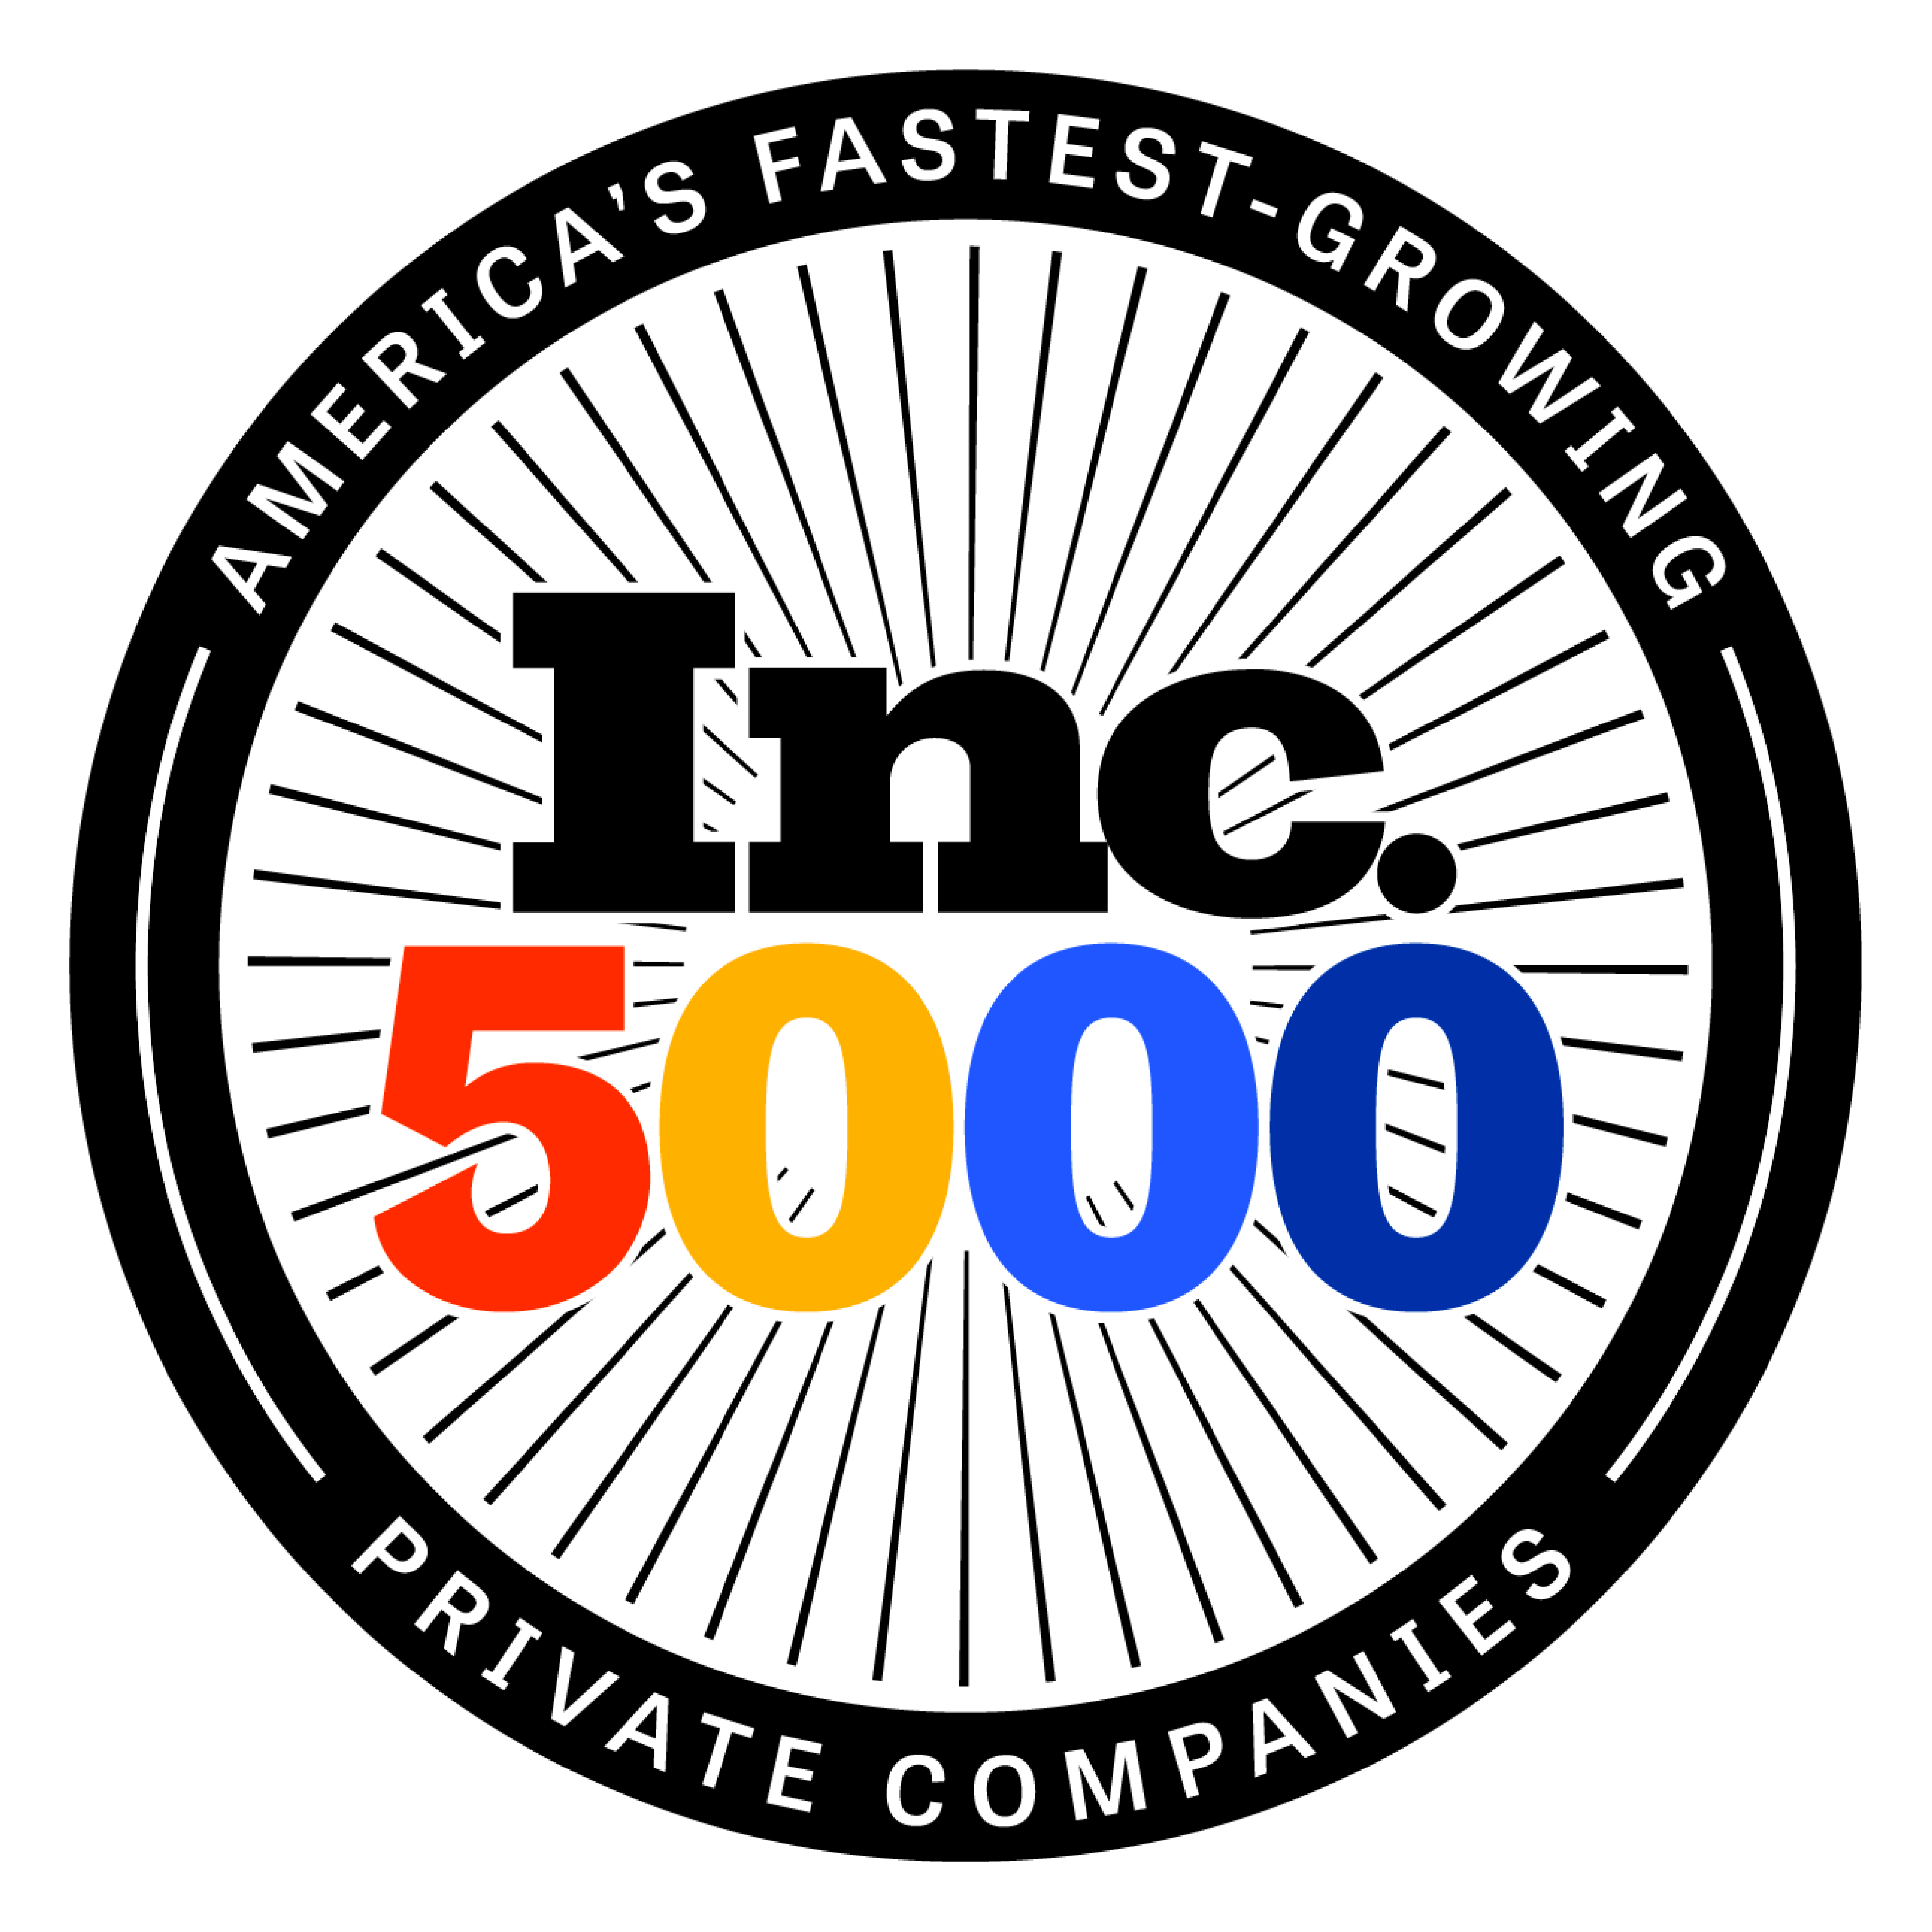 AMERICA'S FASTEST-GROWING
Inc.
5000
PRIVATE COMPANIES